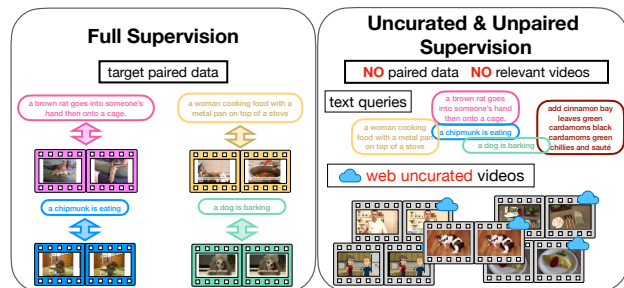 Full Supervision
target paired data
a brown rat goes into someone's
hand then onto a cage.
a woman cooking food with a
metal pan on top of a stove
a chipmunk is eating
a dog is barking
Uncurated & Unpaired
Supervision
NO paired data NO relevant videos
text queries
a brown rat goes
into someone's hand
then onto a cage.
a woman cooking
food with a metal pan
on top of a stove
a chipmunk is eating
a dog is barking
add cinnamon bay
leaves green
cardamoms black
cardamoms green
chillies and sauté
web uncurated videos